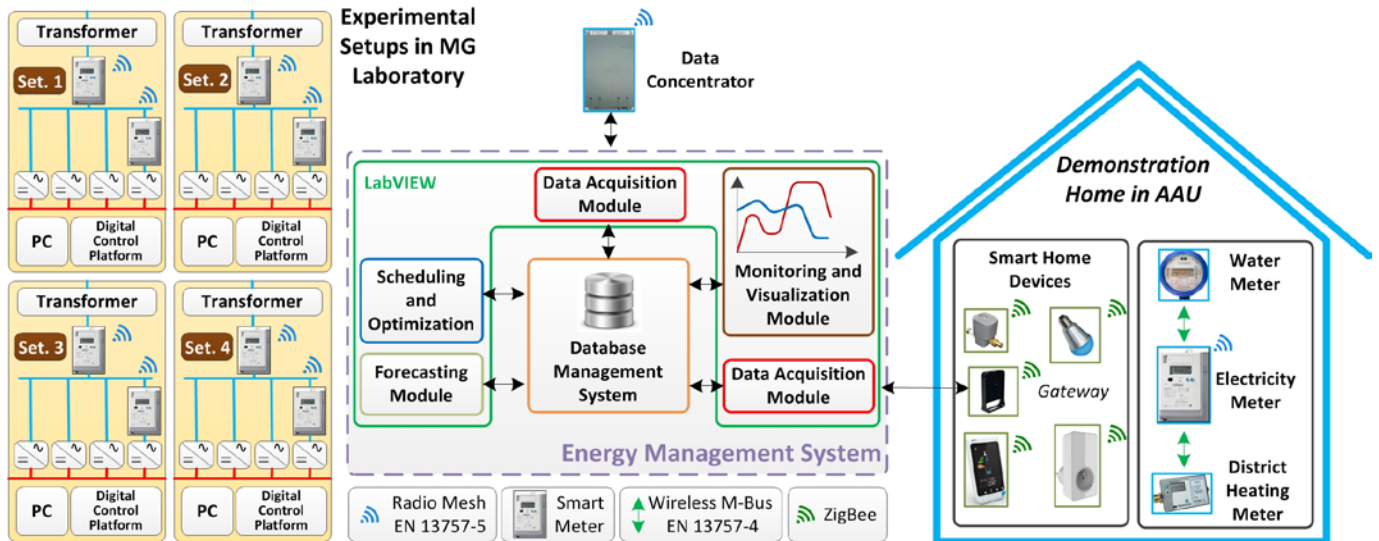 Transformer
Set. 1
PC
Digital
Control
Platform
Transformer
Set. 2
PC
Digital
Control
Platform
Transformer
Set. 3
PC
Digital
Control
Platform
Transformer
Set. 4
PC
Digital
Control
Platform
Experimental
Setups in MG
Laboratory
Data
Concentrator
LabVIEW
Data Acquisition
Module
Scheduling
and
Optimization
Forecasting
Module
Database
Management
System
Monitoring and
Visualization
Module
Data Acquisition
Module
Energy Management System
Radio Mesh
EN 13757-5
Smart
Meter
Wireless M-Bus
EN 13757-4
ZigBee
Demonstration
Home in AAU
Smart Home
Devices
Gateway
Water
Meter
Electricity
Meter
District
Heating
Meter